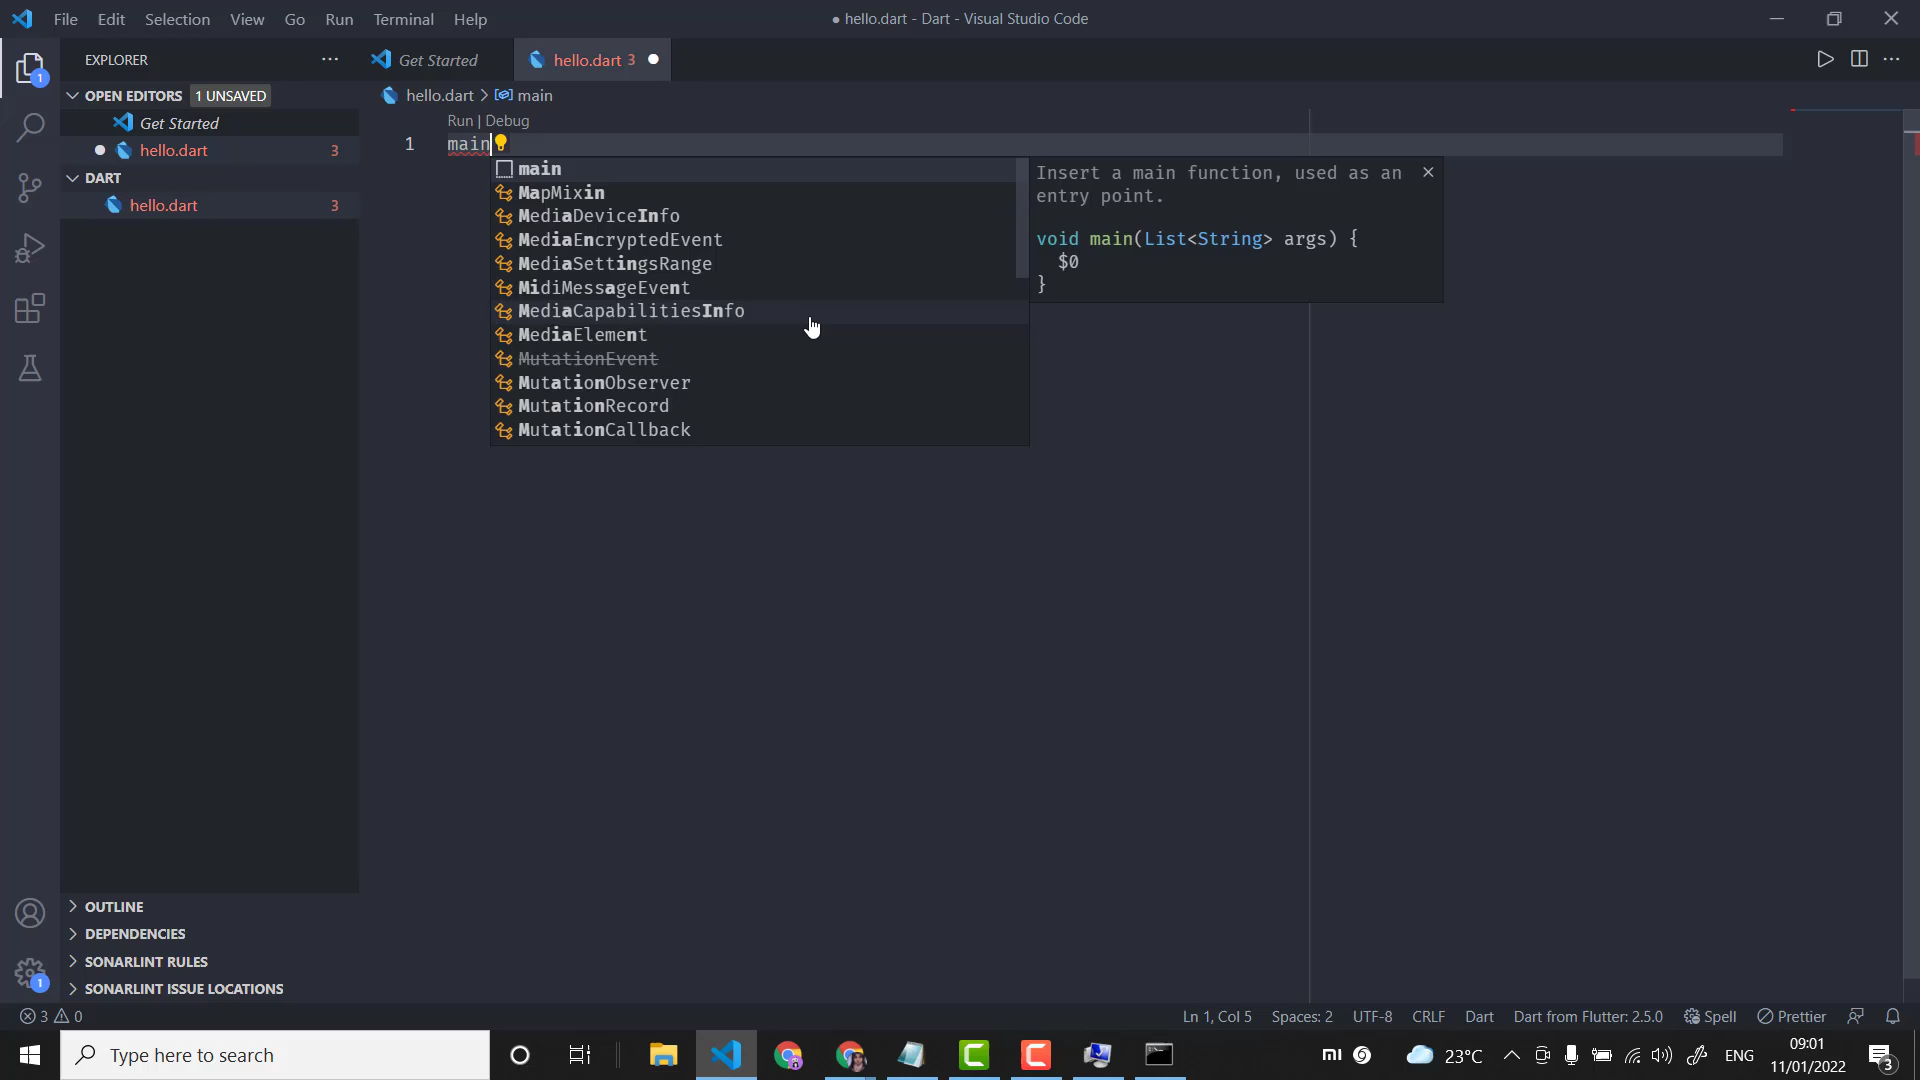 File Edit Selection View Go Run Terminal Help
● hello.dart - Dart - Visual Studio Code
EXPLORER
Get Started
hello.dart 3
OPEN EDITORS 1 UNSAVED
Get Started
hello.dart 3
DART
hello.dart 3
hello.dart > main
Run | Debug
1 main
main
MapMixin
MediaDeviceInfo
MediaEncryptedEvent
MediaSettingsRange
MidiMessageEvent
MediaCapabilitiesInfo
MediaElement
MutationEvent
MutationObserver
MutationRecord
MutationCallback
Insert a main function, used as an
entry point.
void main(List<String> args) {
$0
}
1
OUTLINE
DEPENDENCIES
SONARLINT RULES
SONARLINT ISSUE LOCATIONS
1
3 0
Ln 1, Col 5 Spaces: 2 UTF-8 CRLF Dart Dart from Flutter: 2.5.0 Spell Prettier
Type here to search
23°C ENG
09:01
11/01/2022
3